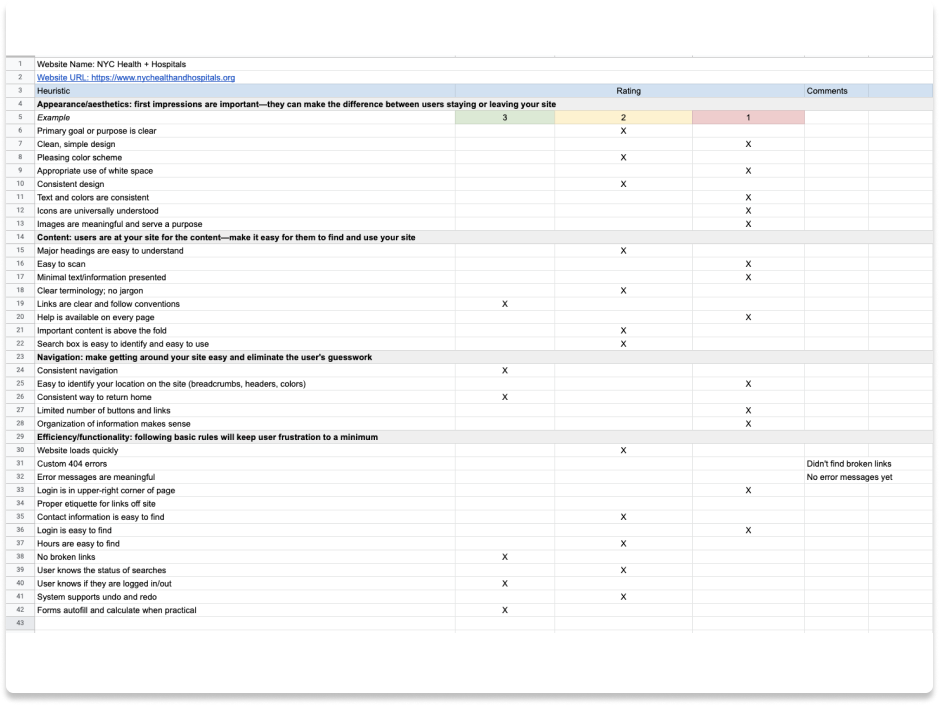 1 Website Name: NYC Health + Hospitals
2 Website URL: https://www.nychealthandhospitals.org
3 Heuristic Rating Comments
4 Appearance/aesthetics: first impressions are important—they can make the difference between users staying or leaving your site
5 Example 3 2 1
6 Primary goal or purpose is clear X
7 Clean, simple design X
8 Pleasing color scheme X
9 Appropriate use of white space X
10 Consistent design X
11 Text and colors are consistent X
12 Icons are universally understood X
13 Images are meaningful and serve a purpose X
14 Content: users are at your site for the content—make it easy for them to find and use your site
15 Major headings are easy to understand X
16 Easy to scan X
17 Minimal text/information presented X
18 Clear terminology; no jargon X
19 Links are clear and follow conventions X
20 Help is available on every page X
21 Important content is above the fold X
22 Search box is easy to identify and easy to use X
23 Navigation: make getting around your site easy and eliminate the user's guesswork
24 Consistent navigation X
25 Easy to identify your location on the site (breadcrumbs, headers, colors) X
26 Consistent way to return home X
27 Limited number of buttons and links X
28 Organization of information makes sense X
29 Efficiency/functionality: following basic rules will keep user frustration to a minimum
30 Website loads quickly X
31 Custom 404 errors Didn't find broken links
32 Error messages are meaningful No error messages yet
33 Login is in upper-right corner of page X
34 Proper etiquette for links off site
35 Contact information is easy to find X
36 Login is easy to find X
37 Hours are easy to find X
38 No broken links X
39 User knows the status of searches X
40 User knows if they are logged in/out X
41 System supports undo and redo X
42 Forms autofill and calculate when practical X
43